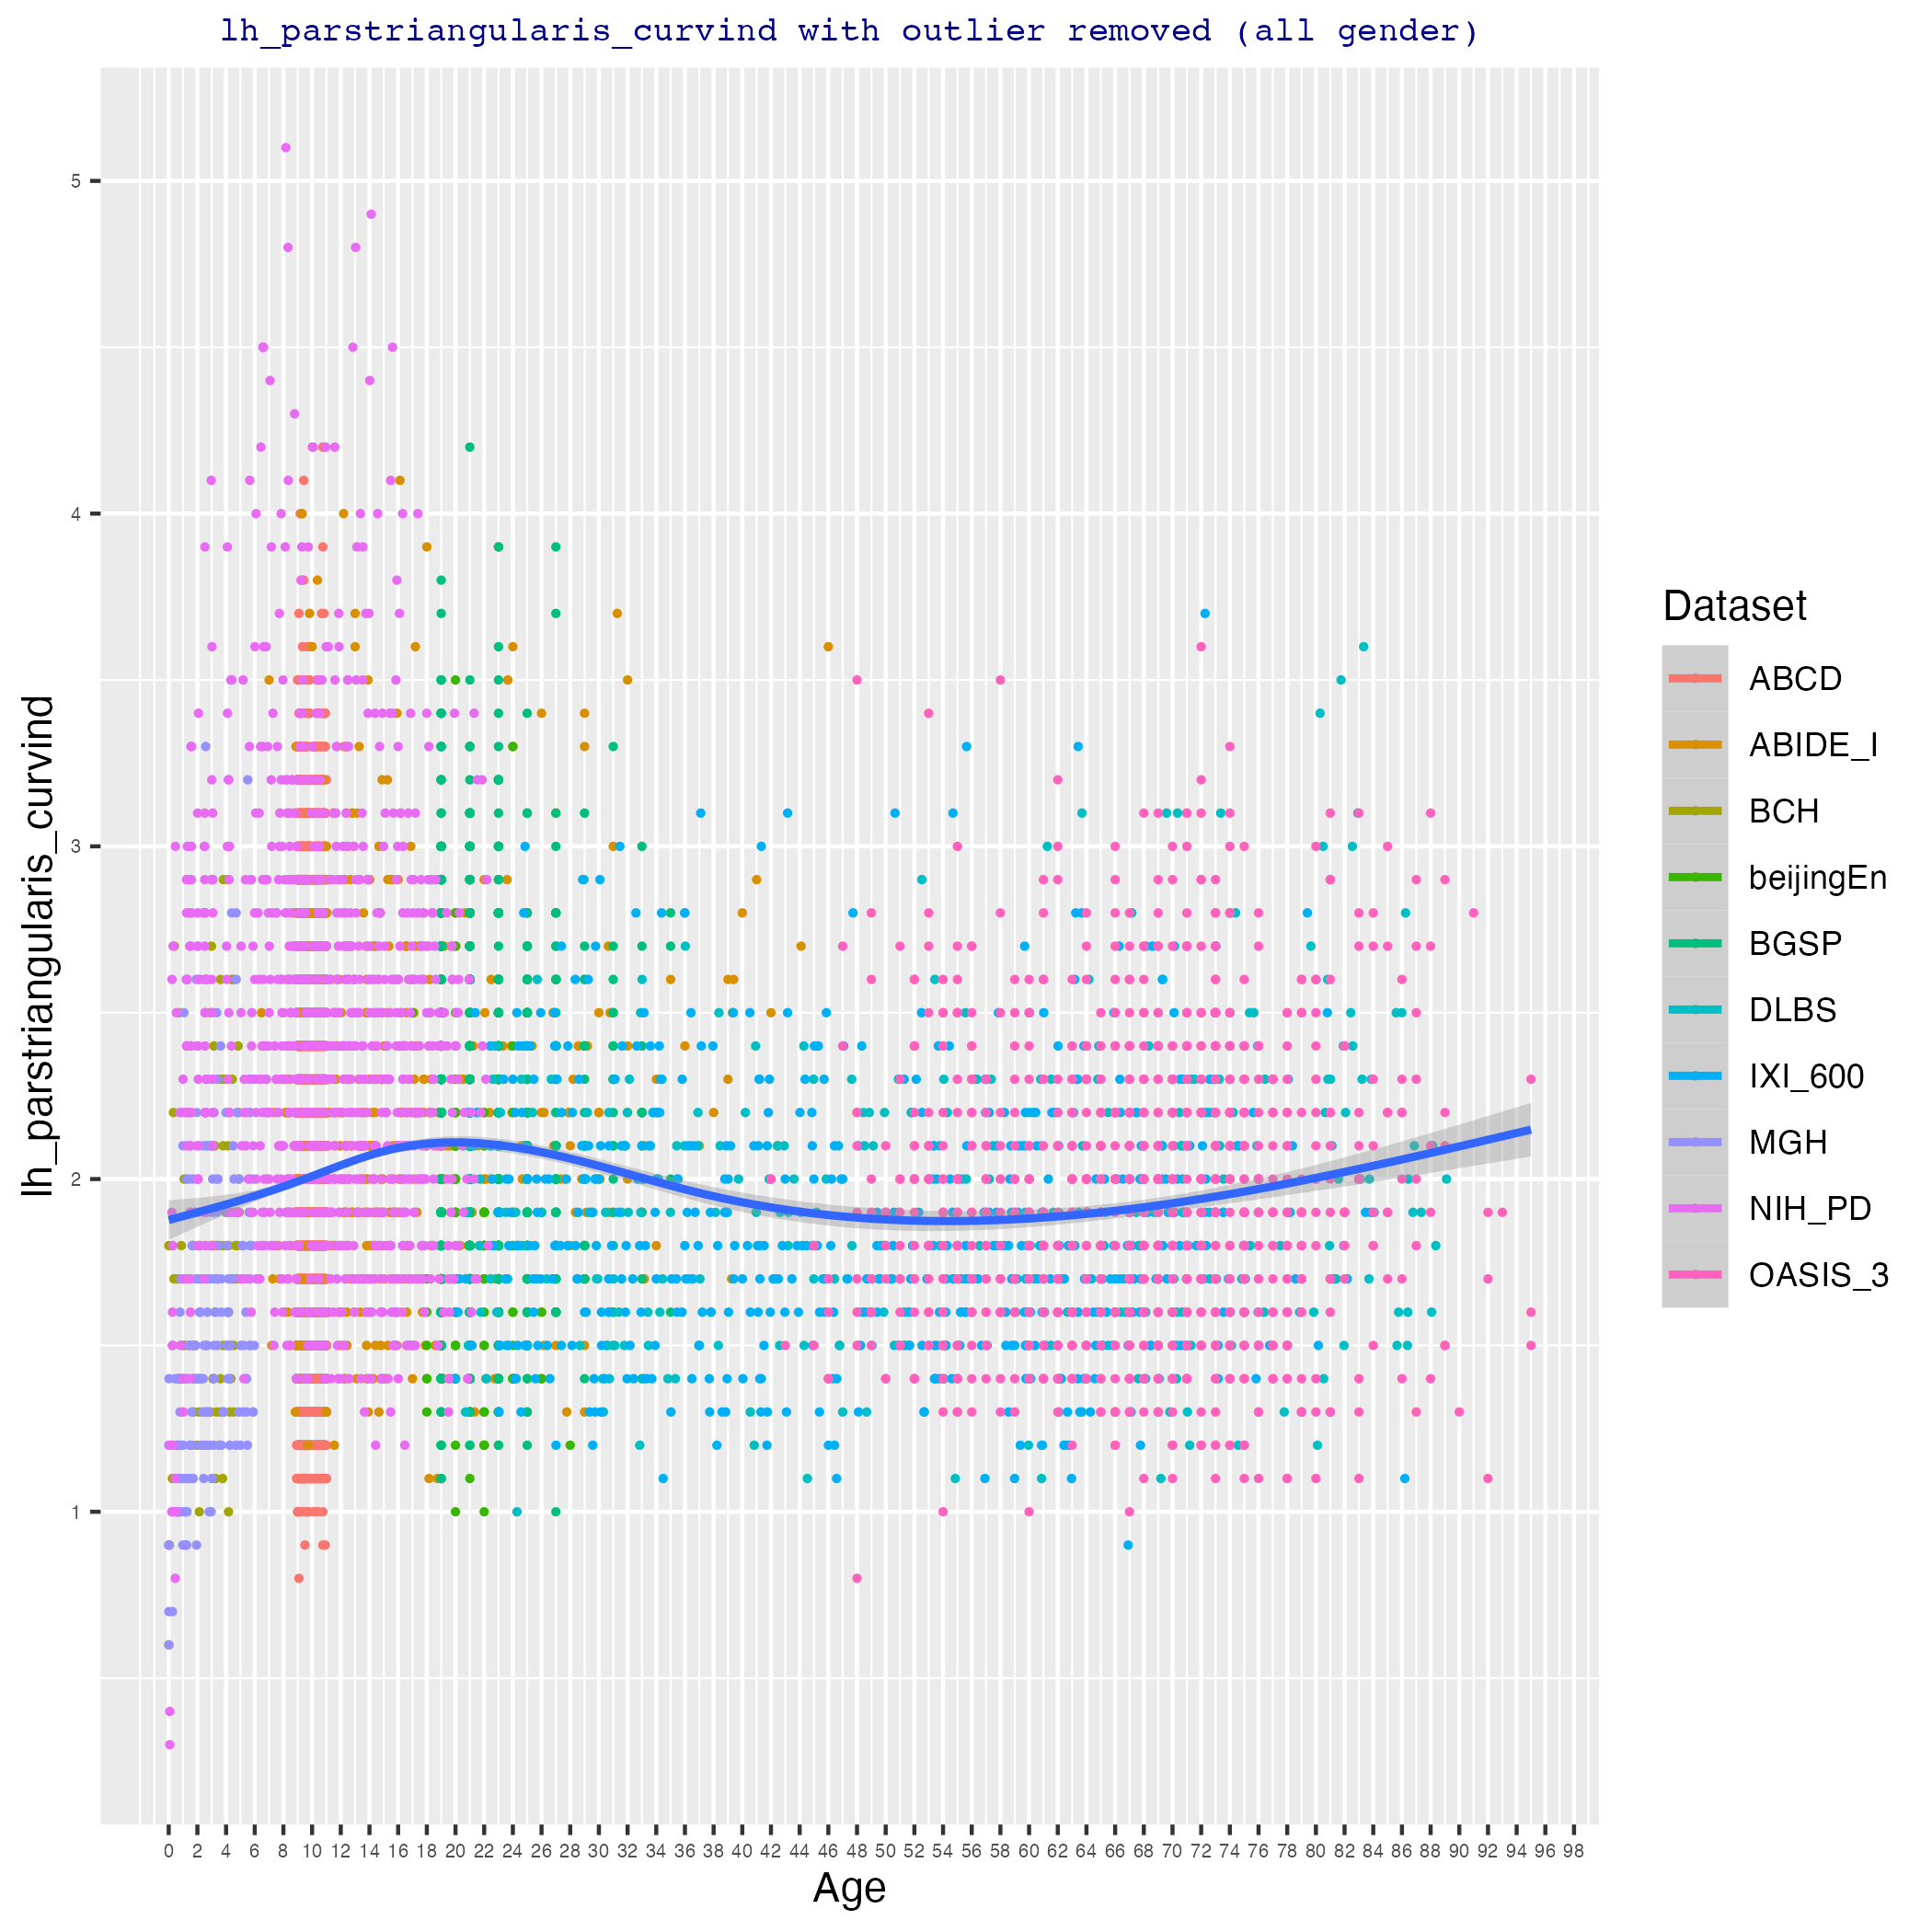 lh_parstriangularis_curvind with outlier removed (all gender)
lh_parstriangularis_curvind
5
4
3
2
1
0 2 4 6 8 10 12 14 16 18 20 22 24 26 28 30 32 34 36 38 40 42 44 46 48 50 52 54 56 58 60 62 64 66 68 70 72 74 76 78 80 82 84 86 88 90 92 94 96 98
Age
Dataset
ABCD
ABIDE_I
BCH
beijingEn
BGSP
DLBS
IXI_600
MGH
NIH_PD
OASIS_3